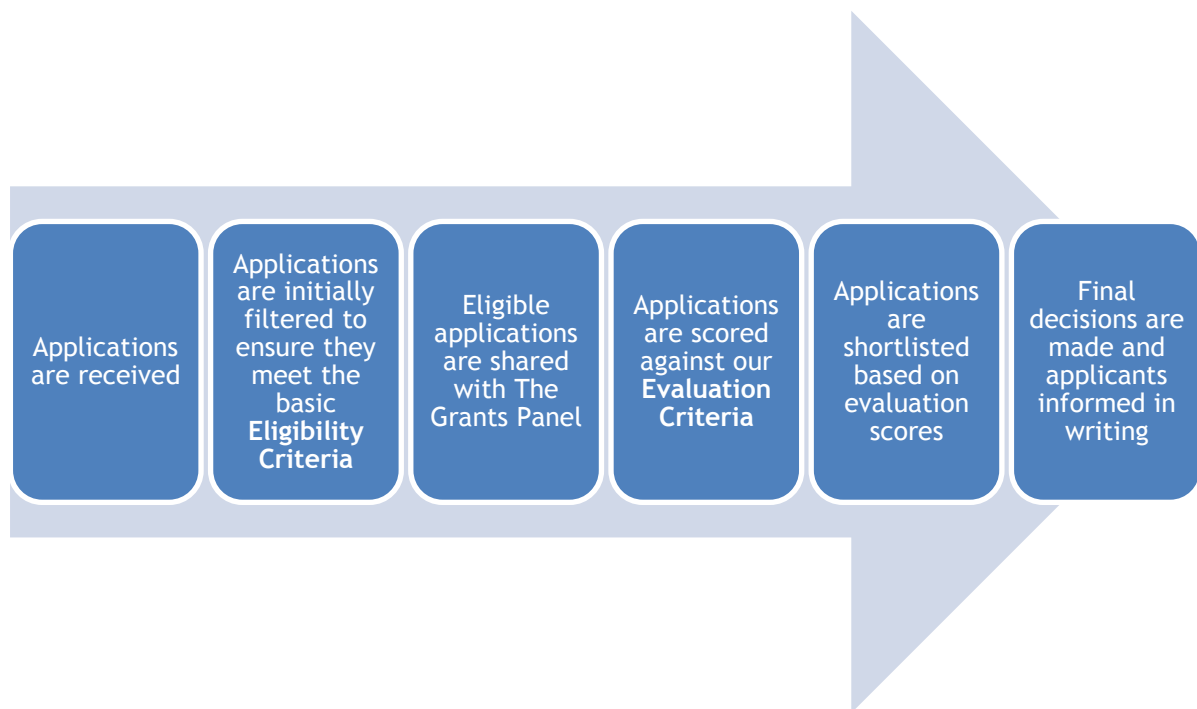 Applications
are received
Applications
are initially
filtered to
ensure they
meet the
basic
Eligibility
Criteria
Eligible
applications
are shared
with The
Grants Panel
Applications
are scored
against our
Evaluation
Criteria
Applications
are
shortlisted
based on
evaluation
scores
Final
decisions are
made and
applicants
informed in
writing